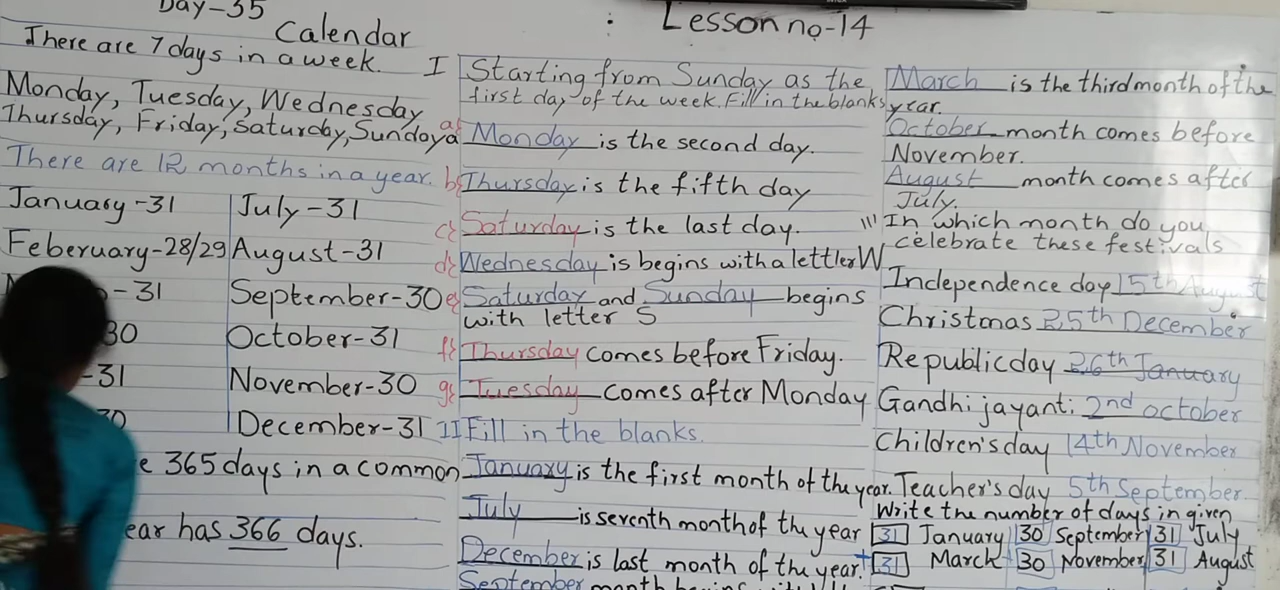 Day-35
Calendar
: Lesson no-14
There are 7 days in a week.
Monday, Tuesday, Wednesday
Thursday, Friday, Saturday, Sunday
There are 12 months in a year.
January -31
Feberuary-28/29
-31
30
-31
30
July -31
August-31
September-30
October-31
November-30
December-31
e 365 days in a common
ear has 366 days.
I Starting from Sunday as the
first day of the week. Fill in the blanks
a} Monday is the second day.
b} Thursday is the fifth day
c} Saturday is the last day.
d} Wednesday is begins with a lettler W
e} Saturday and Sunday begins
with letter S
f} Thursday comes before Friday.
g} Tuesday comes after Monday
II Fill in the blanks.
January is the first month of the year.
July is seventh month of the year
December is last month of the year.
September month begins with
March is the third month of the
year.
October month comes before
November.
August month comes after
July.
III In which month do you
celebrate these festivals
Independence day 15th August
Christmas 25th December
Republic day 26th January
Gandhi jayanti 2nd october
Children's day 14th November
Teacher's day 5th September.
Write the number of days in given
31 January 30 September 31 July
31 March 30 November 31 August